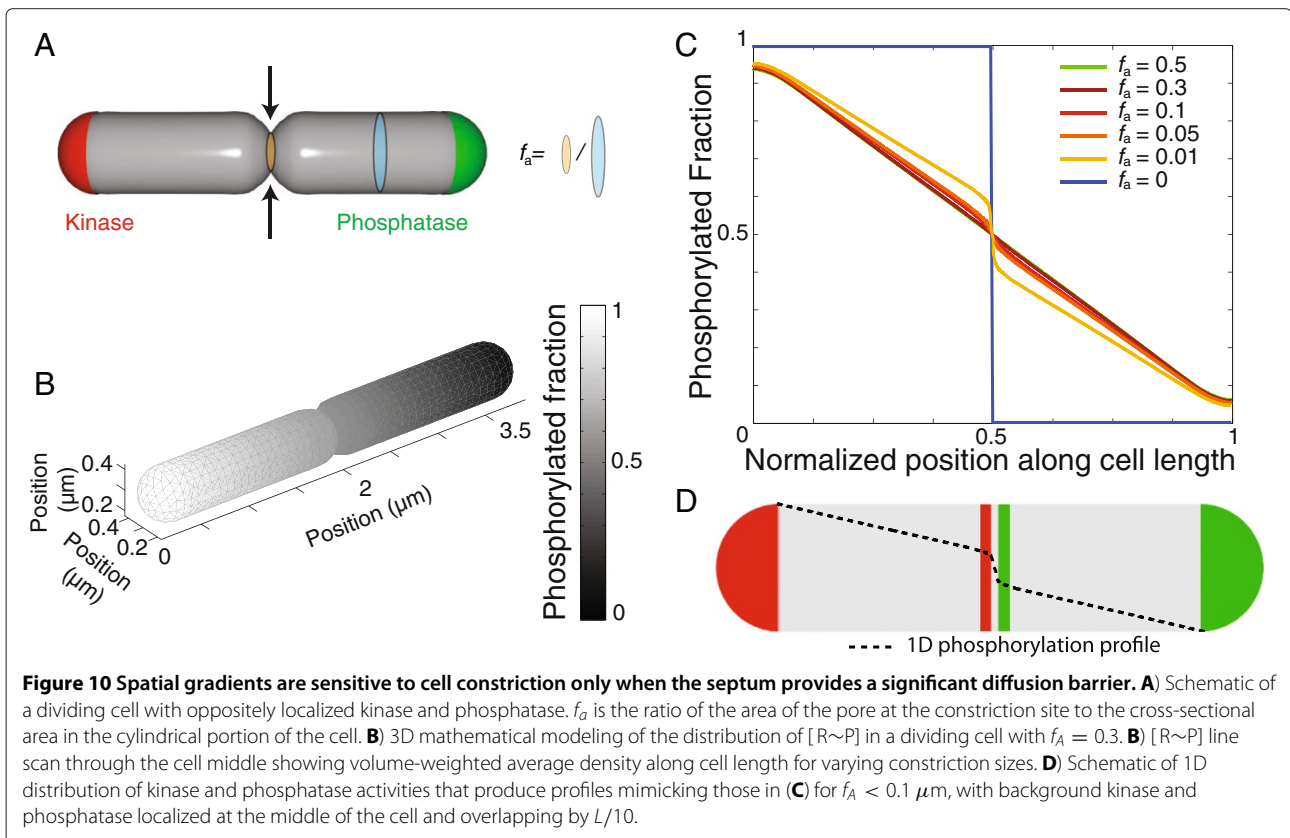 A
Kinase
Phosphatase
fa= /
B
Position (µm)
0.4
0.2
Position (µm)
0.4
0.2
0
2
3.5
Position (µm)
Phosphorylated fraction
1
0.5
0
C
Phosphorylated Fraction
1
0.5
0
0.5
1
fa = 0.5
fa = 0.3
fa = 0.1
fa = 0.05
fa = 0.01
fa = 0
Normalized position along cell length
D
1D phosphorylation profile
Figure 10 Spatial gradients are sensitive to cell constriction only when the septum provides a significant diffusion barrier. A) Schematic of
a dividing cell with oppositely localized kinase and phosphatase. fa is the ratio of the area of the pore at the constriction site to the cross-sectional
area in the cylindrical portion of the cell. B) 3D mathematical modeling of the distribution of [R~P] in a dividing cell with fA = 0.3. B) [R~P] line
scan through the cell middle showing volume-weighted average density along cell length for varying constriction sizes. D) Schematic of 1D
distribution of kinase and phosphatase activities that produce profiles mimicking those in (C) for fA < 0.1 µm, with background kinase and
phosphatase localized at the middle of the cell and overlapping by L/10.